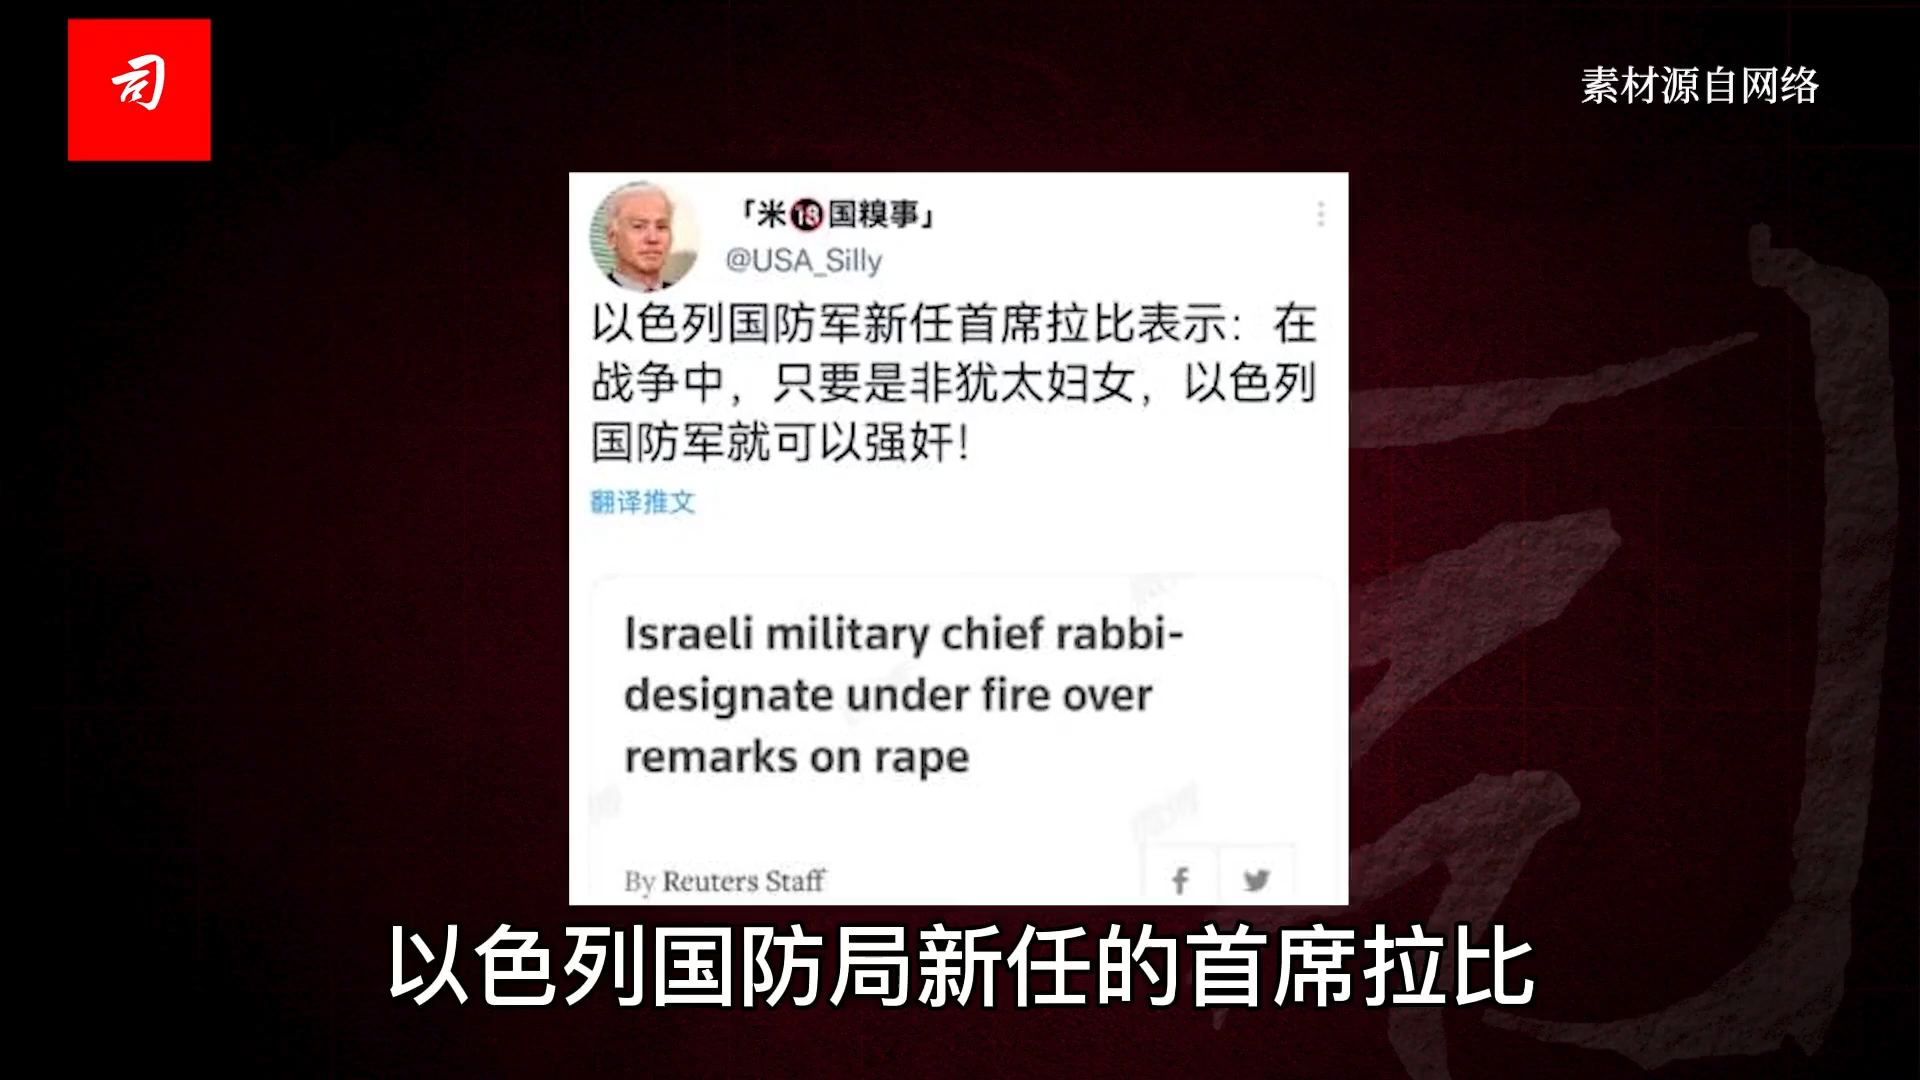 司
素材源自网络
「米🔞国糗事」
@USA_Silly
以色列国防军新任首席拉比表示：在
战争中，只要是非犹太妇女，以色列
国防军就可以强奸！
翻译推文
Israeli military chief rabbi-
designate under fire over
remarks on rape
By Reuters Staff
以色列国防局新任的首席拉比